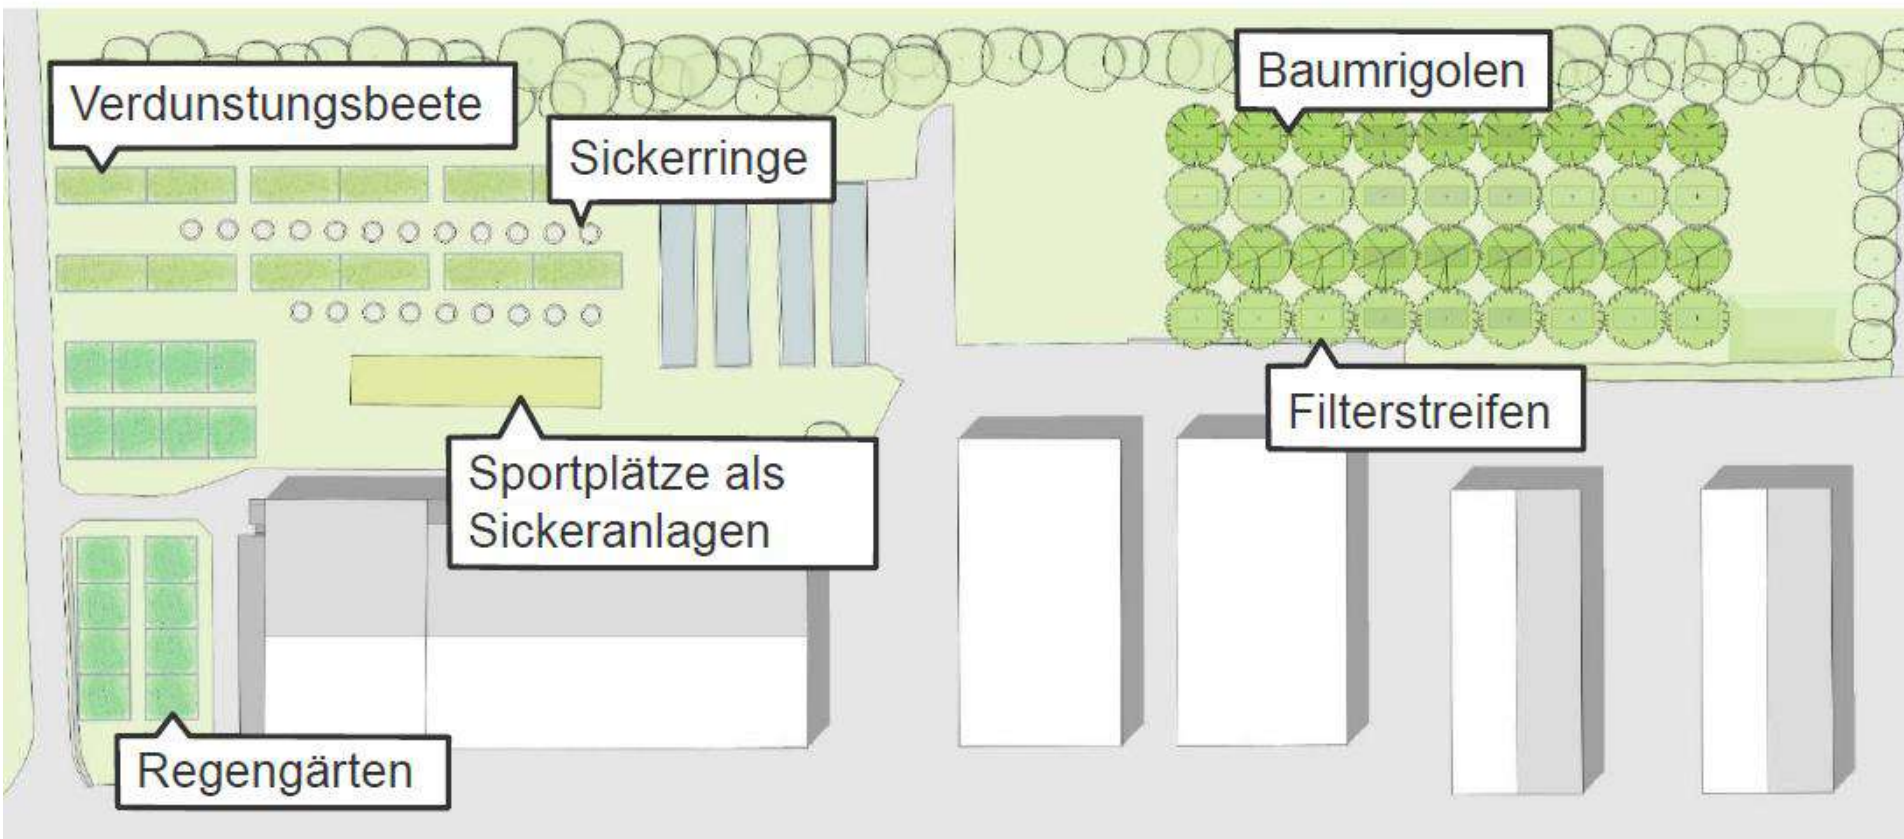 Verdunstungsbeete
Sickerringe
Baumrigolen
Filterstreifen
Sportplätze als
Sickeranlagen
Regengärten